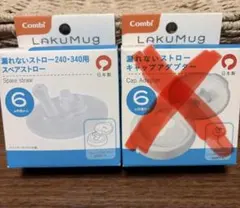 Combi
LAKUMUG
漏れないストロー240・340用
スペアストロー
Spare straw
6
日本製
Combi
LAKUMUG
漏れないストロー
キャップアダプター
Cap Adapter
6
日本製